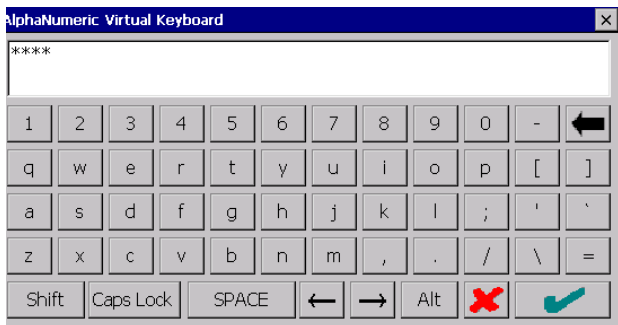 AlphaNumeric Virtual Keyboard
****
1 2 3 4 5 6 7 8 9 0 -
q w e r t y u i o p [ ]
a s d f g h j k l ; ' `
z x c v b n m , . / \ =
Shift Caps Lock SPACE ← → Alt